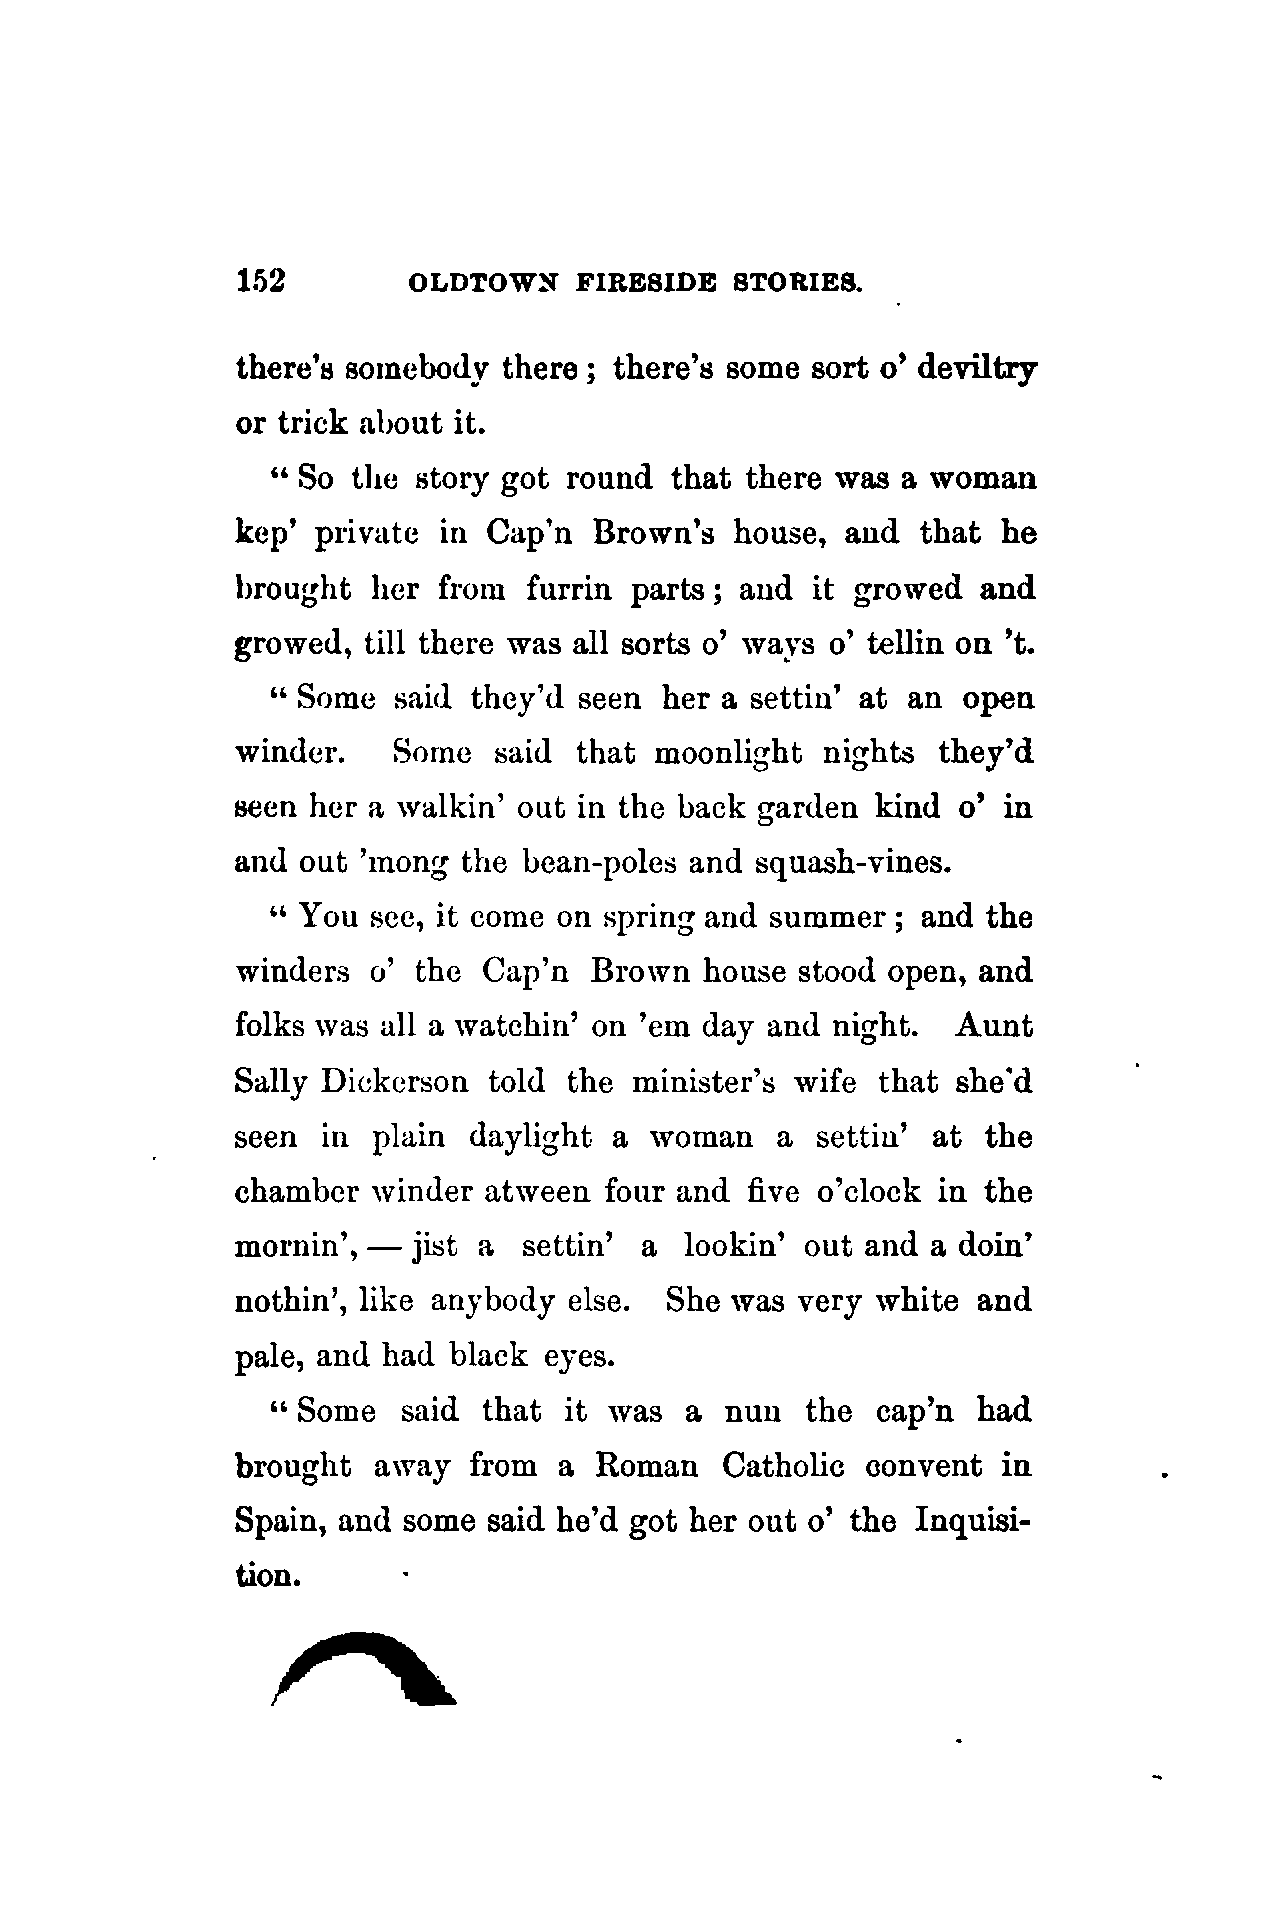 152 OLDTOWN FIRESIDE STORIES.
there's somebody there; there's some sort o' deviltry
or trick about it.
"So the story got round that there was a woman
kep' private in Cap'n Brown's house, and that he
brought her from furrin parts; and it growed and
growed, till there was all sorts o' ways o' tellin on 't.
"Some said they'd seen her a settin' at an open
winder. Some said that moonlight nights they'd
seen her a walkin' out in the back garden kind o' in
and out 'mong the bean-poles and squash-vines.
"You see, it come on spring and summer; and the
winders o' the Cap'n Brown house stood open, and
folks was all a watchin' on 'em day and night. Aunt
Sally Dickerson told the minister's wife that she'd
seen in plain daylight a woman a settin' at the
chamber winder atween four and five o'clock in the
mornin', — jist a settin' a lookin' out and a doin'
nothin', like anybody else. She was very white and
pale, and had black eyes.
"Some said that it was a nun the cap'n had
brought away from a Roman Catholic convent in
Spain, and some said he'd got her out o' the Inquisi-
tion.